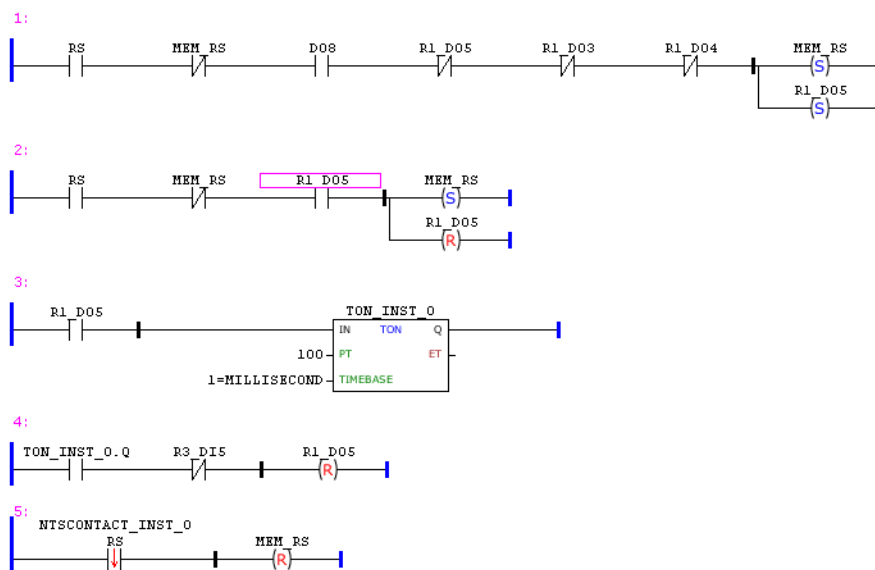 1:
RS MEM_RS DO8 R1_DO5 R1_DO3 R1_DO4 MEM_RS
S
R1_DO5
S
2:
RS MEM_RS R1_DO5 MEM_RS
S
R1_DO5
R
3:
R1_DO5 TON_INST_0
IN TON Q
100 PT ET
1=MILLISECOND TIMEBASE
4:
TON_INST_0.Q R3_DI5 R1_DO5
R
5:
NTSCONTACT_INST_0
RS MEM_RS
R